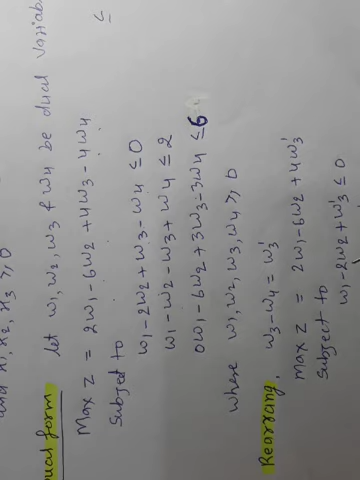 and x1, x2, x3 ≥ 0
ual form let w1, w2, w3 & w4 be dual variab
≤
Max Z = 2w1 - 6w2 + 4w3 - 4w4
Subject to
w1 - 2w2 + w3 - w4 ≤ 0
w1 - w2 - w3 + w4 ≤ 2
0w1 - 6w2 + 3w3 - 3w4 ≤ 6
where w1, w2, w3, w4 ≥ 0
Rearrang, w3 - w4 = w3'
Max Z = 2w1 - 6w2 + 4w3'
Subject to
w1 - 2w2 + w3' ≤ 0